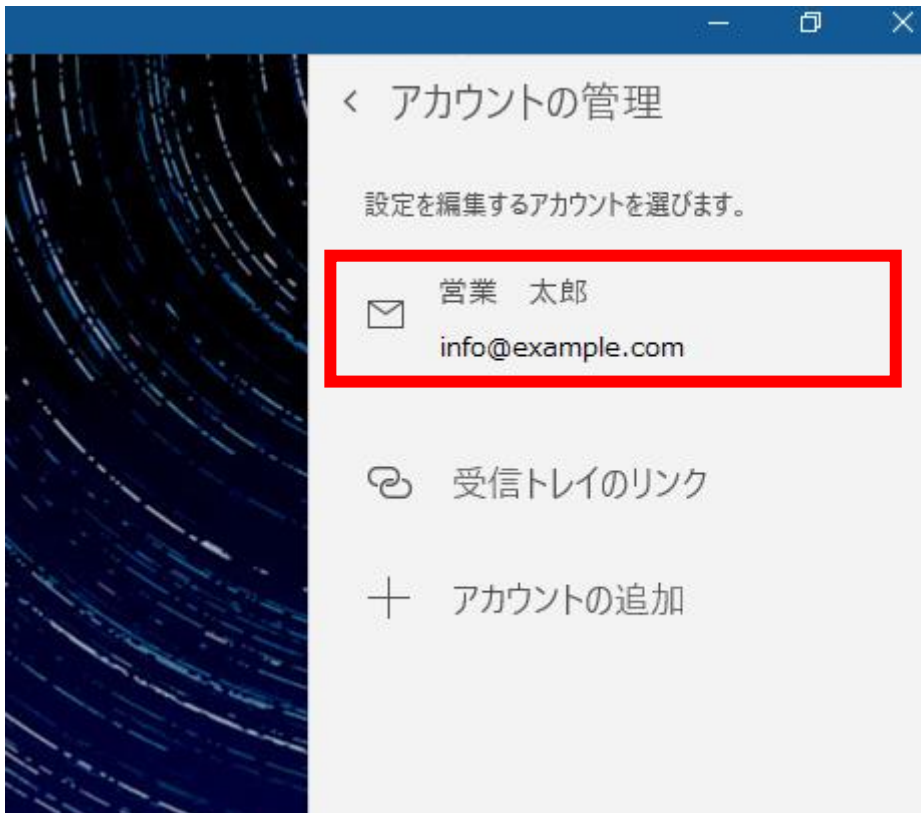 アカウントの管理
設定を編集するアカウントを選びます。
営業　太郎
info@example.com
受信トレイのリンク
アカウントの追加